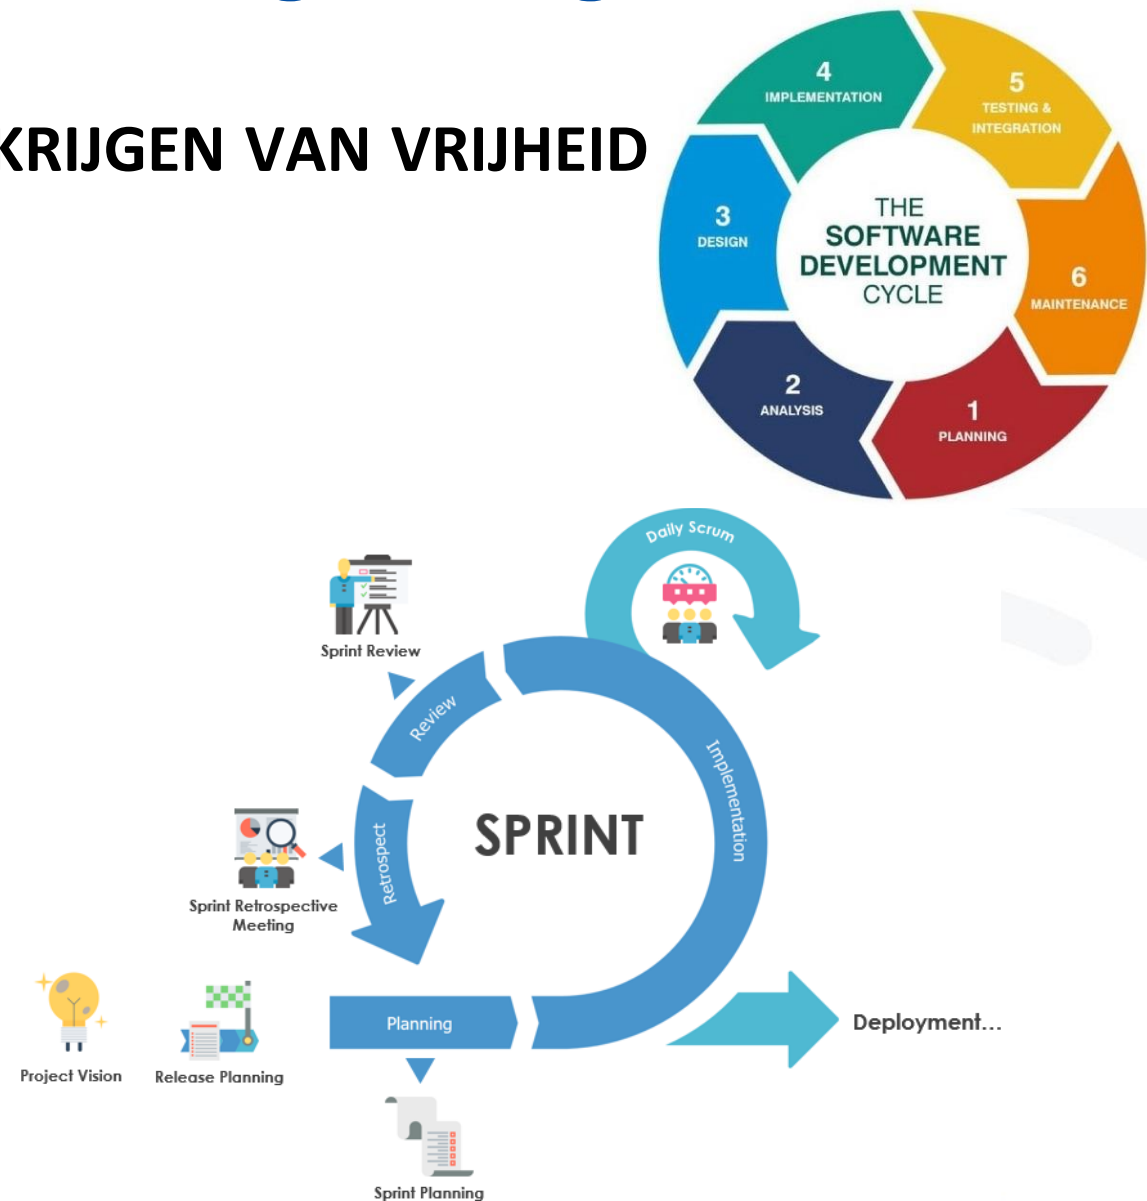 KRIJGEN VAN VRIJHEID
4
IMPLEMENTATION
5
TESTING &
INTEGRATION
3
DESIGN
THE
SOFTWARE
DEVELOPMENT
CYCLE
6
MAINTENANCE
2
ANALYSIS
1
PLANNING
Daily Scrum
Sprint Review
Review
Implementation
SPRINT
Retrospect
Sprint Retrospective
Meeting
Planning
Deployment...
Project Vision
Release Planning
Sprint Planning